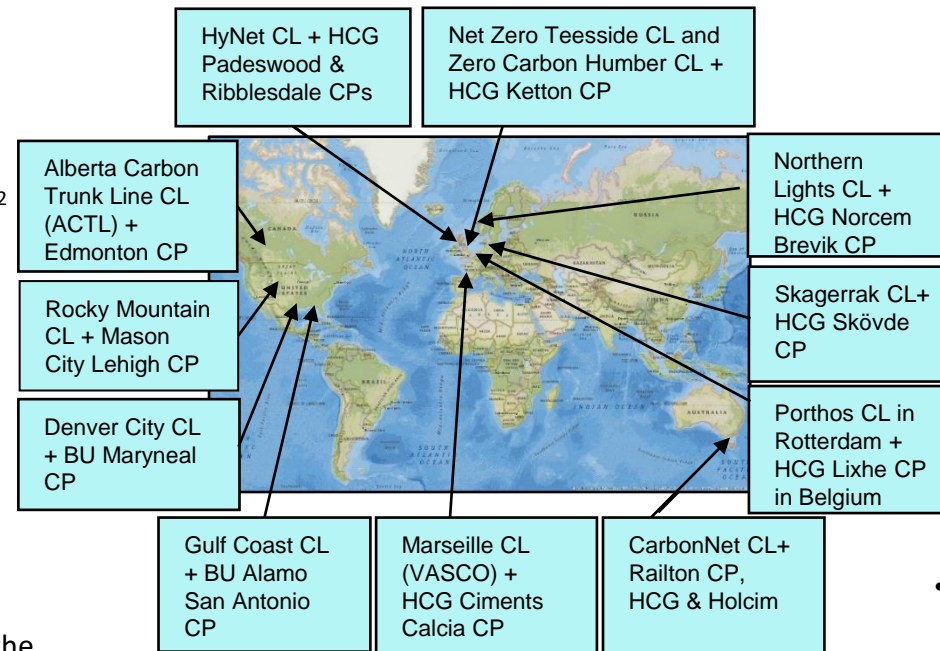 HyNet CL + HCG
Padeswood &
Ribblesdale CPs
Net Zero Teesside CL and
Zero Carbon Humber CL +
HCG Ketton CP
Alberta Carbon
Trunk Line CL
(ACTL) +
Edmonton CP
2
Northern
Lights CL +
HCG Norcem
Brevik CP
Rocky Mountain
CL + Mason
City Lehigh CP
Skagerrak CL+
HCG Skövde
CP
Denver City CL
+ BU Maryneal
CP
Porthos CL in
Rotterdam +
HCG Lixhe CP
in Belgium
CANADA
UNITED
STATES
NORTH
ATLANTIC
OCEAN
RUSSIA
KAZAKHSTAN
CHINA
BRAZIL
INDIAN OCEAN
AUSTRALIA
Gulf Coast CL
+ BU Alamo
San Antonio
CP
Marseille CL
(VASCO) +
HCG Ciments
Calcia CP
CarbonNet CL+
Railton CP,
HCG & Holcim
•
the